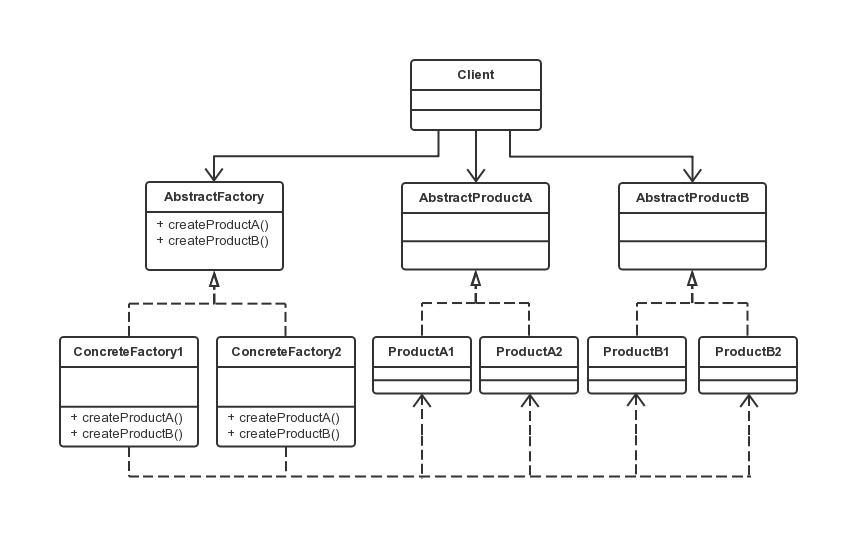 Client
AbstractFactory
+ createProductA()
+ createProductB()
AbstractProductA
AbstractProductB
ConcreteFactory1
+ createProductA()
+ createProductB()
ConcreteFactory2
+ createProductA()
+ createProductB()
ProductA1
ProductA2
ProductB1
ProductB2